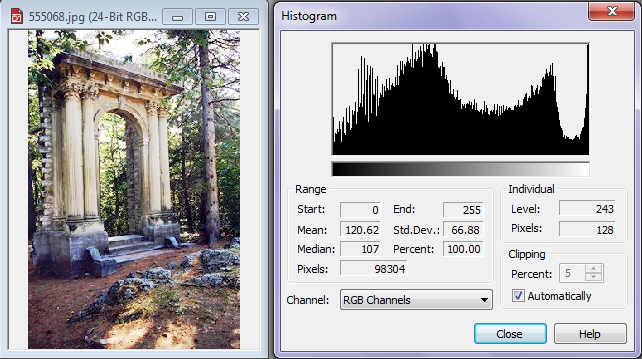 555068.jpg (24-Bit RGB...
Histogram
Range
Start: 0 End: 255
Mean: 120.62 Std.Dev.: 66.88
Median: 107 Percent: 100.00
Pixels: 98304
Individual
Level: 243
Pixels: 128
Clipping
Percent: 5
Automatically
Channel: RGB Channels
Close Help